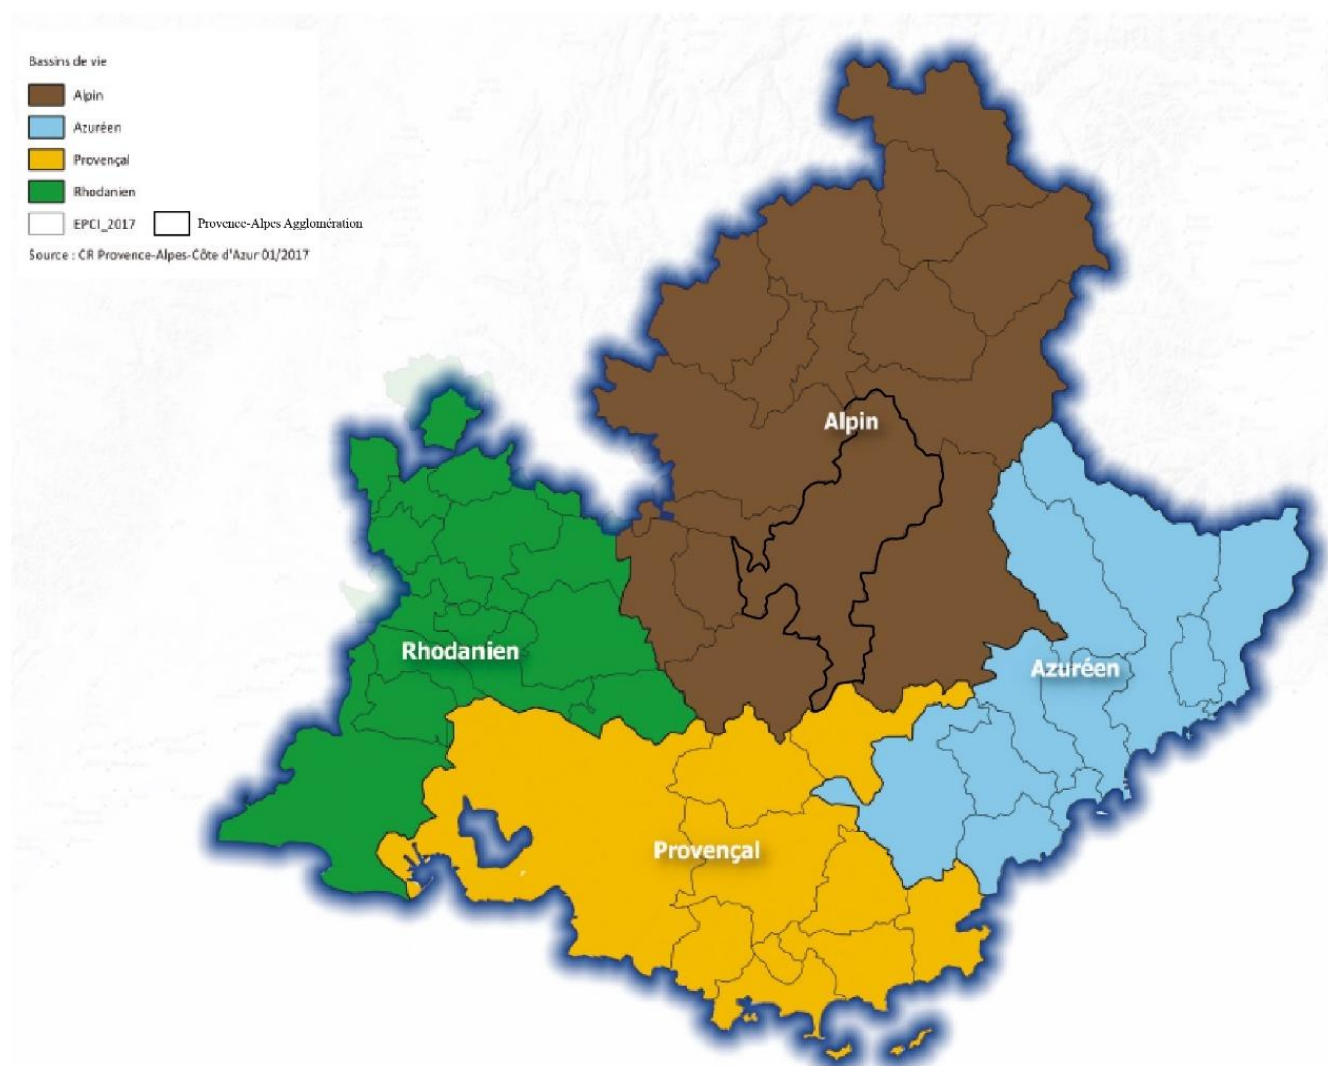 Bassins de vie
Alpin
Azuréen
Provençal
Rhodanien
EPCI_2017 Provence-Alpes Agglomération
Source : CR Provence-Alpes-Côte d'Azur 01/2017
Alpin
Rhodanien
Azuréen
Provençal